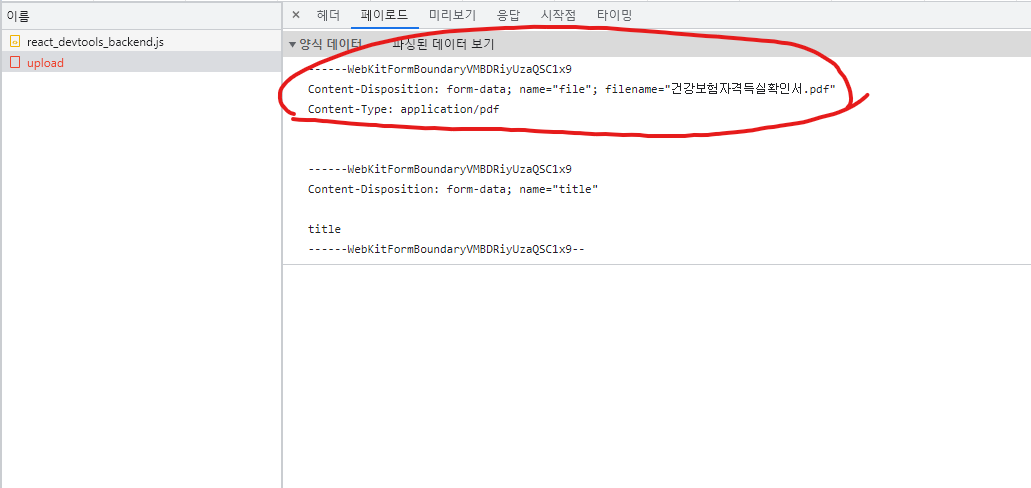 이름
× 헤더 페이로드 미리보기 응답 시작점 타이밍
react_devtools_backend.js
upload
▼양식 데이터 파싱된 데이터 보기
------WebKitFormBoundaryVMBDRiyUzaQSC1x9
Content-Disposition: form-data; name="file"; filename="건강보험자격득실확인서.pdf"
Content-Type: application/pdf
------WebKitFormBoundaryVMBDRiyUzaQSC1x9
Content-Disposition: form-data; name="title"
title
------WebKitFormBoundaryVMBDRiyUzaQSC1x9--